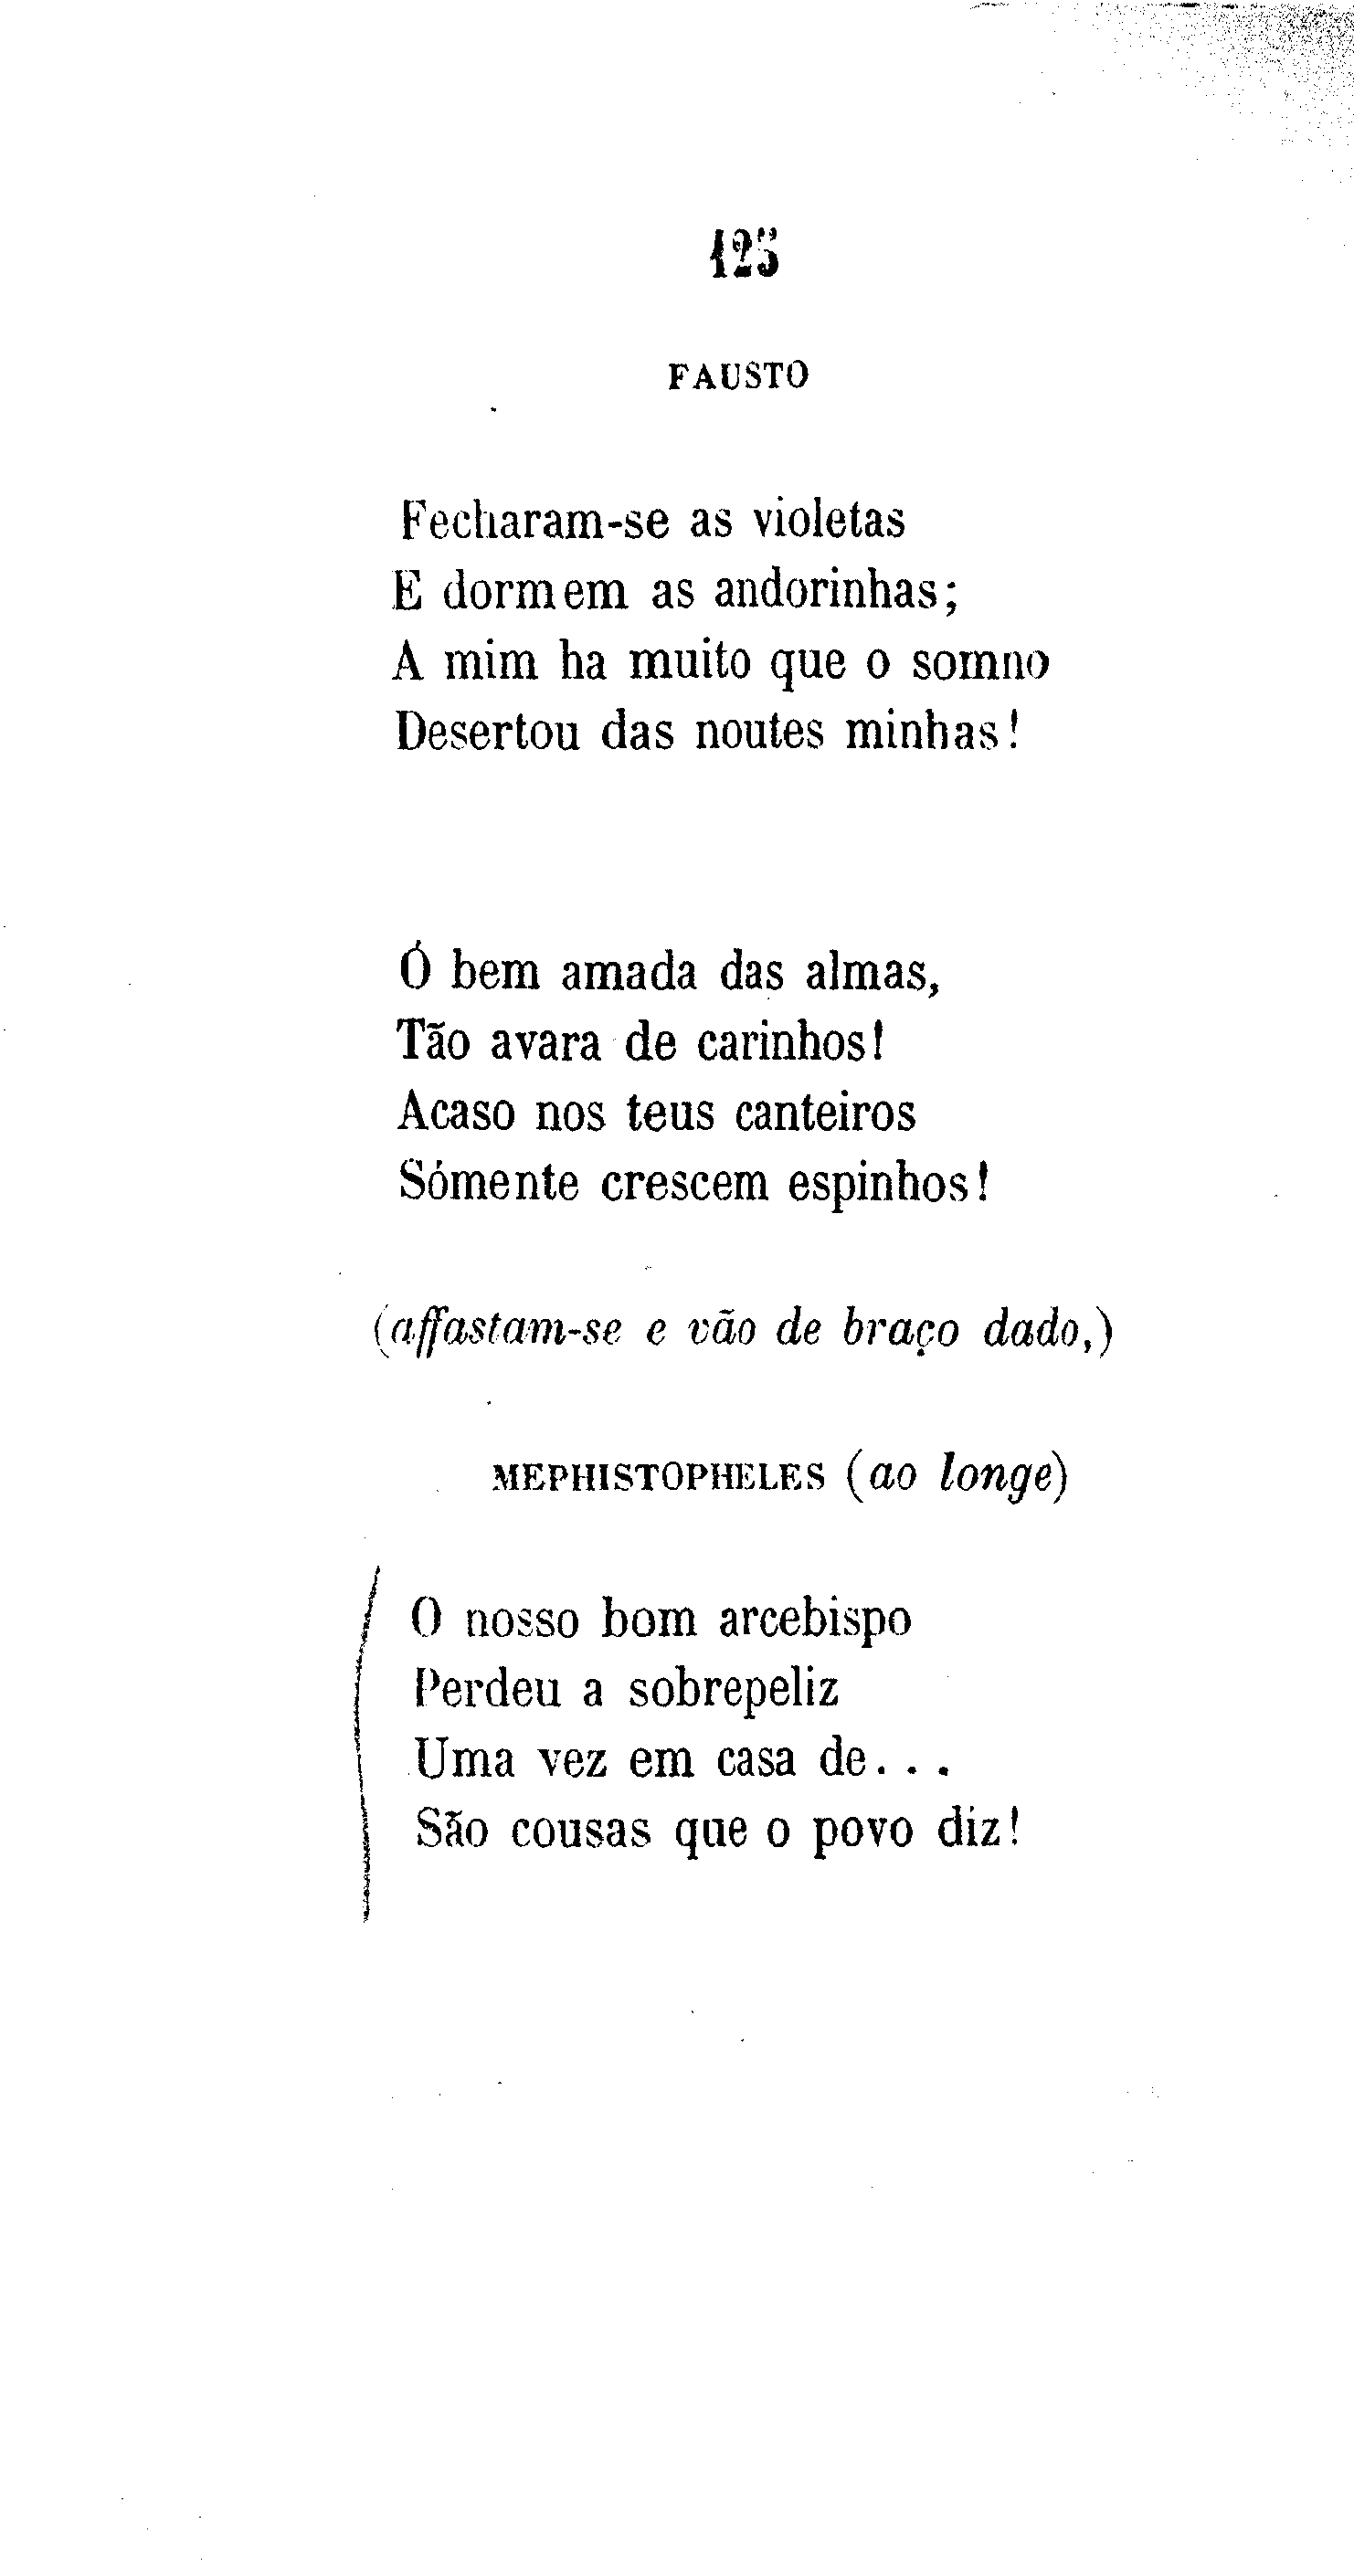 125
FAUSTO
Fecharam-se as violetas
E dormem as andorinhas;
A mim ha muito que o somno
Desertou das noutes minhas!
Ó bem amada das almas,
Tão avara de carinhos!
Acaso nos teus canteiros
Sómente crescem espinhos!
(affastam-se e vão de braço dado,)
MEPHISTOPHELES (ao longe)
O nosso bom arcebispo
Perdeu a sobrepeliz
Uma vez em casa de...
São cousas que o povo diz!